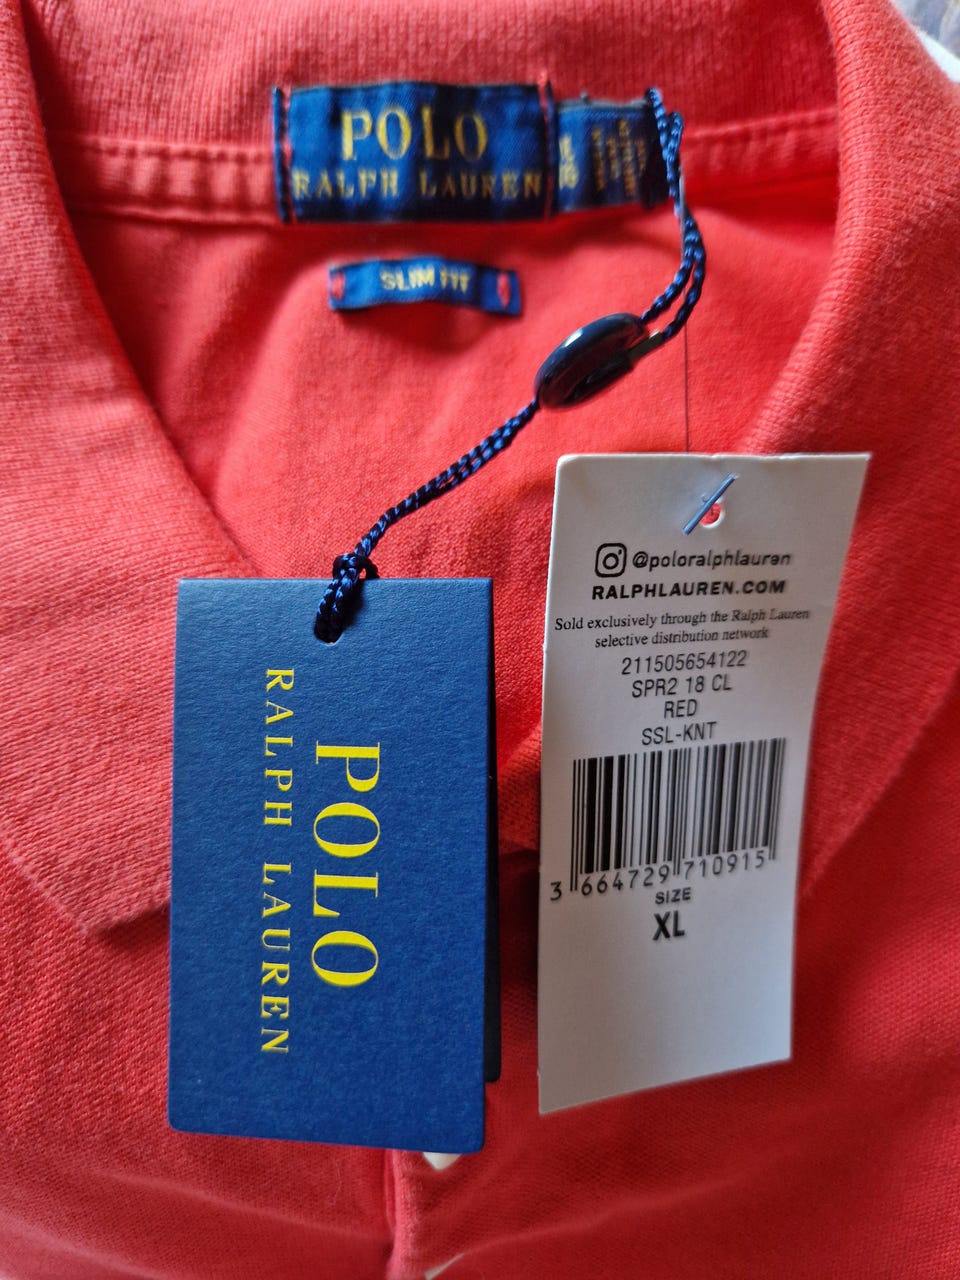 POLO
RALPH LAUREN
SLIM FIT
POLO
RALPH LAUREN
@poloralphlauren
RALPHLAUREN.COM
Sold exclusively through the Ralph Lauren
selective distribution network
211505654122
SPR2 18 CL
RED
SSL-KNT
3 664729 710915
SIZE
XL